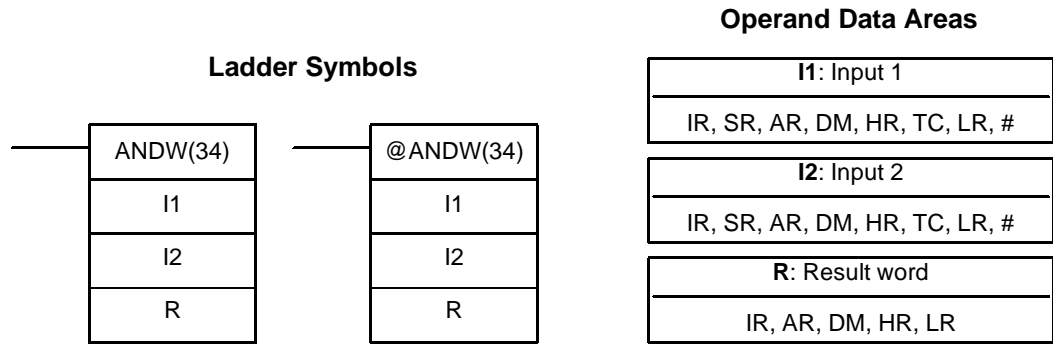 Ladder Symbols
ANDW(34)
I1
I2
R
@ANDW(34)
I1
I2
R
Operand Data Areas
I1: Input 1
IR, SR, AR, DM, HR, TC, LR, #
I2: Input 2
IR, SR, AR, DM, HR, TC, LR, #
R: Result word
IR, AR, DM, HR, LR